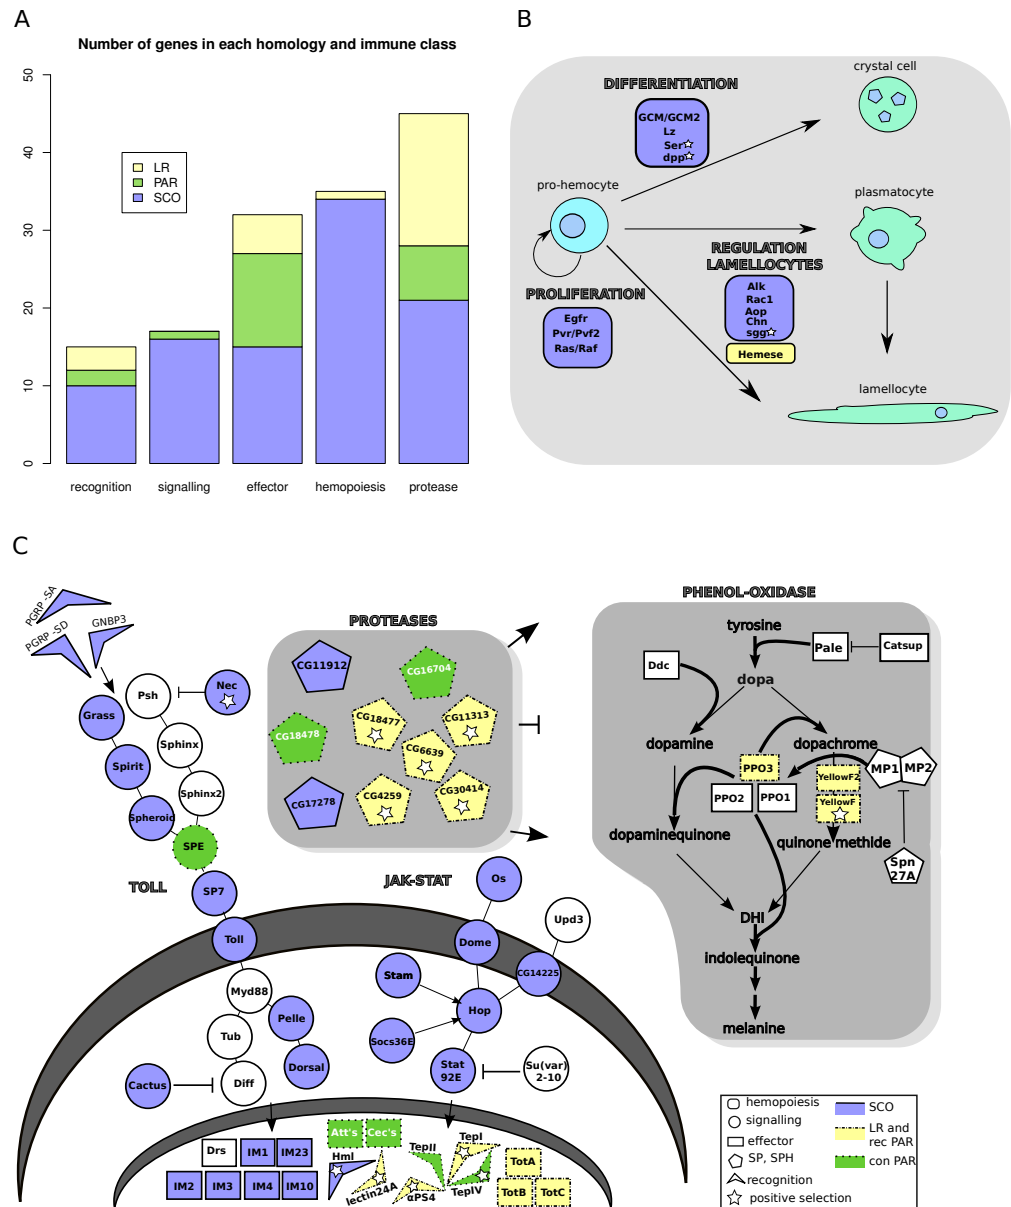 A
Number of genes in each homology and immune class
50
40
30
20
10
0
LR
PAR
SCO
recognition
signalling
effector
hemopoiesis
protease
B
crystal cell
DIFFERENTIATION
GCM/GCM2
Lz
Ser
dpp
pro-hemocyte
plasmatocyte
REGULATION
LAMELLOCYTES
PROLIFERATION
Egfr
Pvr/Pvf2
Ras/Raf
Alk
Rac1
Aop
Chn
sgg
Hemese
lamellocyte
C
PGRP -SA
PGRP -SD
GNBP3
Psh
Nec
Grass
Sphinx
Spirit
Sphinx2
Spheroid
SPE
TOLL
SP7
Toll
Myd88
Pelle
Tub
Dorsal
Cactus
Diff
PROTEASES
CG11912
CG16704
CG18477
CG11313
CG18478
CG6639
CG17278
CG4259
CG30414
JAK-STAT
Os
Upd3
Dome
Stam
CG14225
Hop
Socs36E
Stat
92E
Su(var)
2-10
Att's
Cec's
Drs
IM1
IM23
IM2
IM3
IM4
IM10
Hml
lectin24A
TepII
αPS4
TepI
TepIV
TotA
TotB
TotC
PHENOL-OXIDASE
tyrosine
Pale
Catsup
Ddc
dopa
dopamine
dopachrome
PPO3
PPO2
PPO1
YellowF2
YellowF
MP1
MP2
dopaminequinone
quinone methide
Spn
27A
DHI
indolequinone
melanine
hemopoiesis
signalling
effector
SP, SPH
recognition
positive selection
SCO
LR and
rec PAR
con PAR